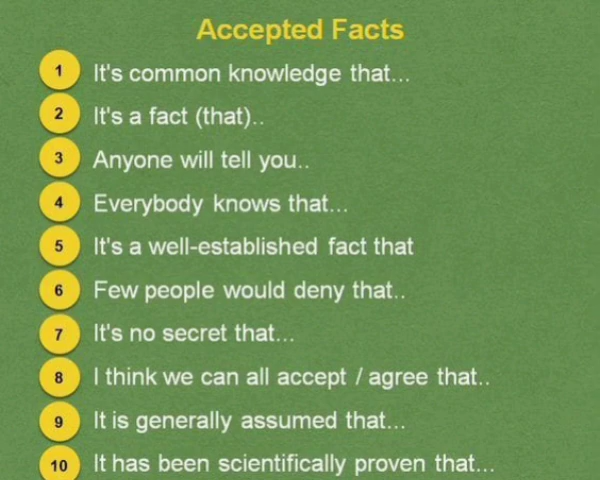 Accepted Facts
1 It's common knowledge that...
2 It's a fact (that)..
3 Anyone will tell you..
4 Everybody knows that...
5 It's a well-established fact that
6 Few people would deny that..
7 It's no secret that...
8 I think we can all accept / agree that..
9 It is generally assumed that...
10 It has been scientifically proven that...